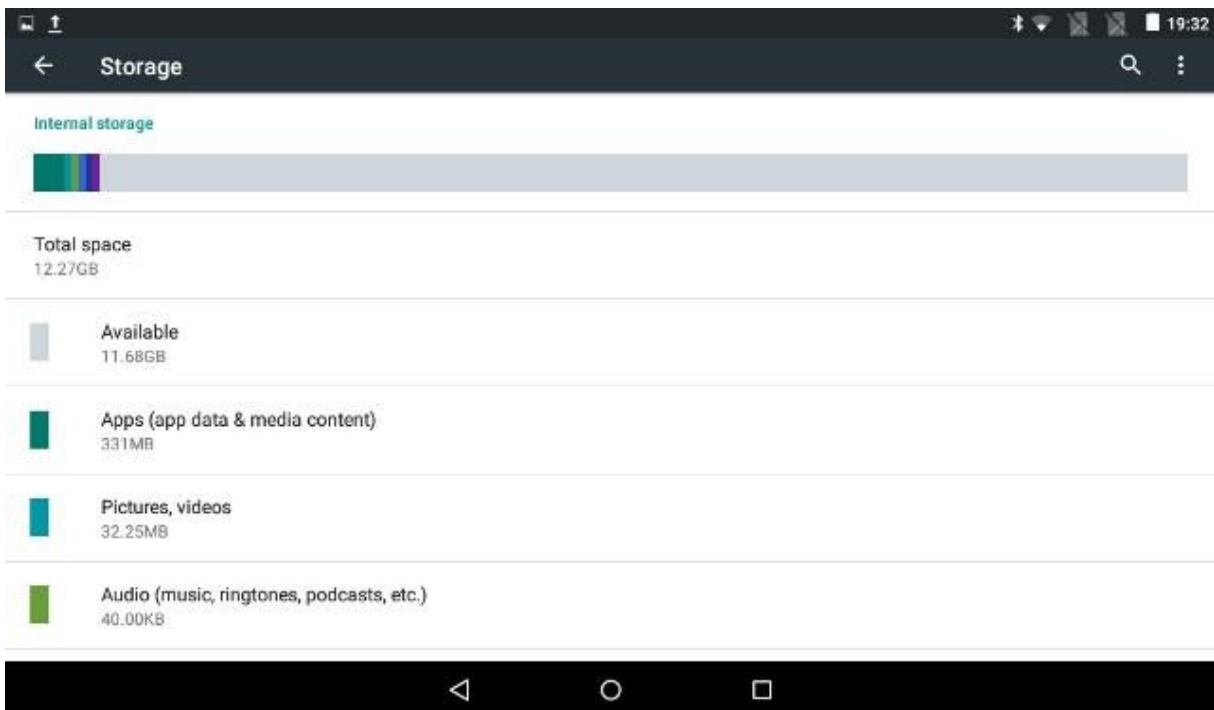 19:32
Storage
Internal storage
Total space
12.27GB
Available
11.68GB
Apps (app data & media content)
331MB
Pictures, videos
32.25MB
Audio (music, ringtones, podcasts, etc.)
40.00KB